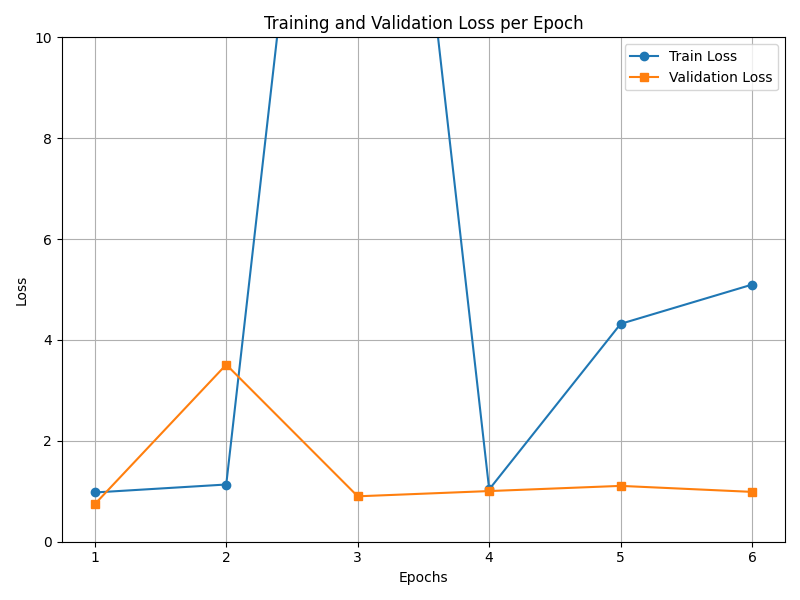 Training and Validation Loss per Epoch
Train Loss
Validation Loss
10
8
6
4
2
0
Loss
1 2 3 4 5 6
Epochs